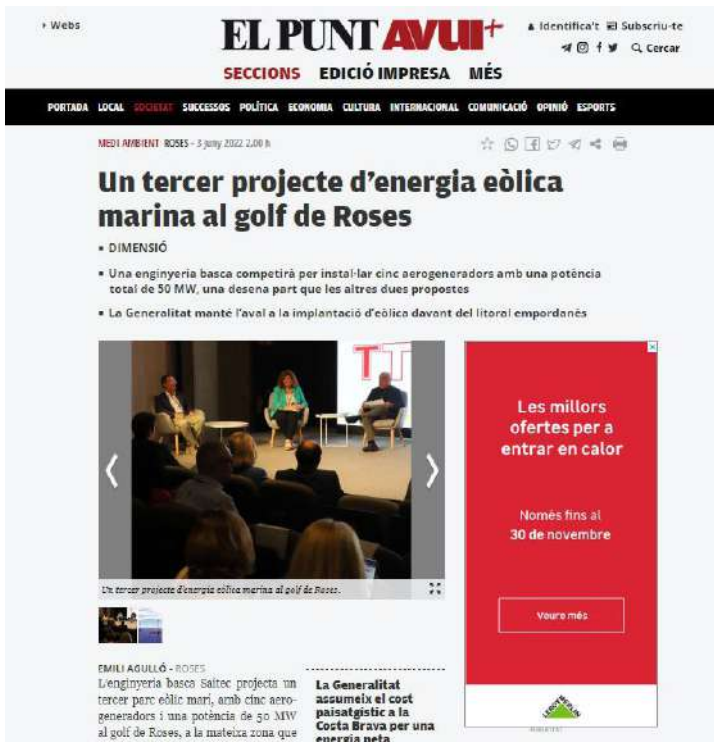 Webs
EL PUNT AVUI+
Identifica't Subscriu-te
Cercar
SECCIONS EDICIÓ IMPRESA MÉS
PORTADA LOCAL SOCIETAT SUCCESSOS POLÍTICA ECONOMIA CULTURA INTERNACIONAL COMUNICACIÓ OPINIÓ ESPORTS
MEDI AMBIENT ROSES - 3 juny 2022 2.00 h
Un tercer projecte d'energia eòlica
marina al golf de Roses
▪ DIMENSIÓ
▪ Una enginyeria basca competirà per instal·lar cinc aerogeneradors amb una potència
total de 50 MW, una desena part que les altres dues propostes
▪ La Generalitat manté l'aval a la implantació d'eòlica davant del litoral empordanès
TT
Un tercer projecte d'energia eòlica marina al golf de Roses.
Les millors
ofertes per a
entrar en calor
Només fins al
30 de novembre
Veure més
LEROY MERLIN
EMILI AGULLÓ - ROSES
L'enginyeria basca Saitec projecta un
tercer parc eòlic marí, amb cinc aero-
generadors i una potència de 50 MW
al golf de Roses, a la mateixa zona que
La Generalitat
assumeix el cost
paisatgístic a la
Costa Brava per una
energia neta